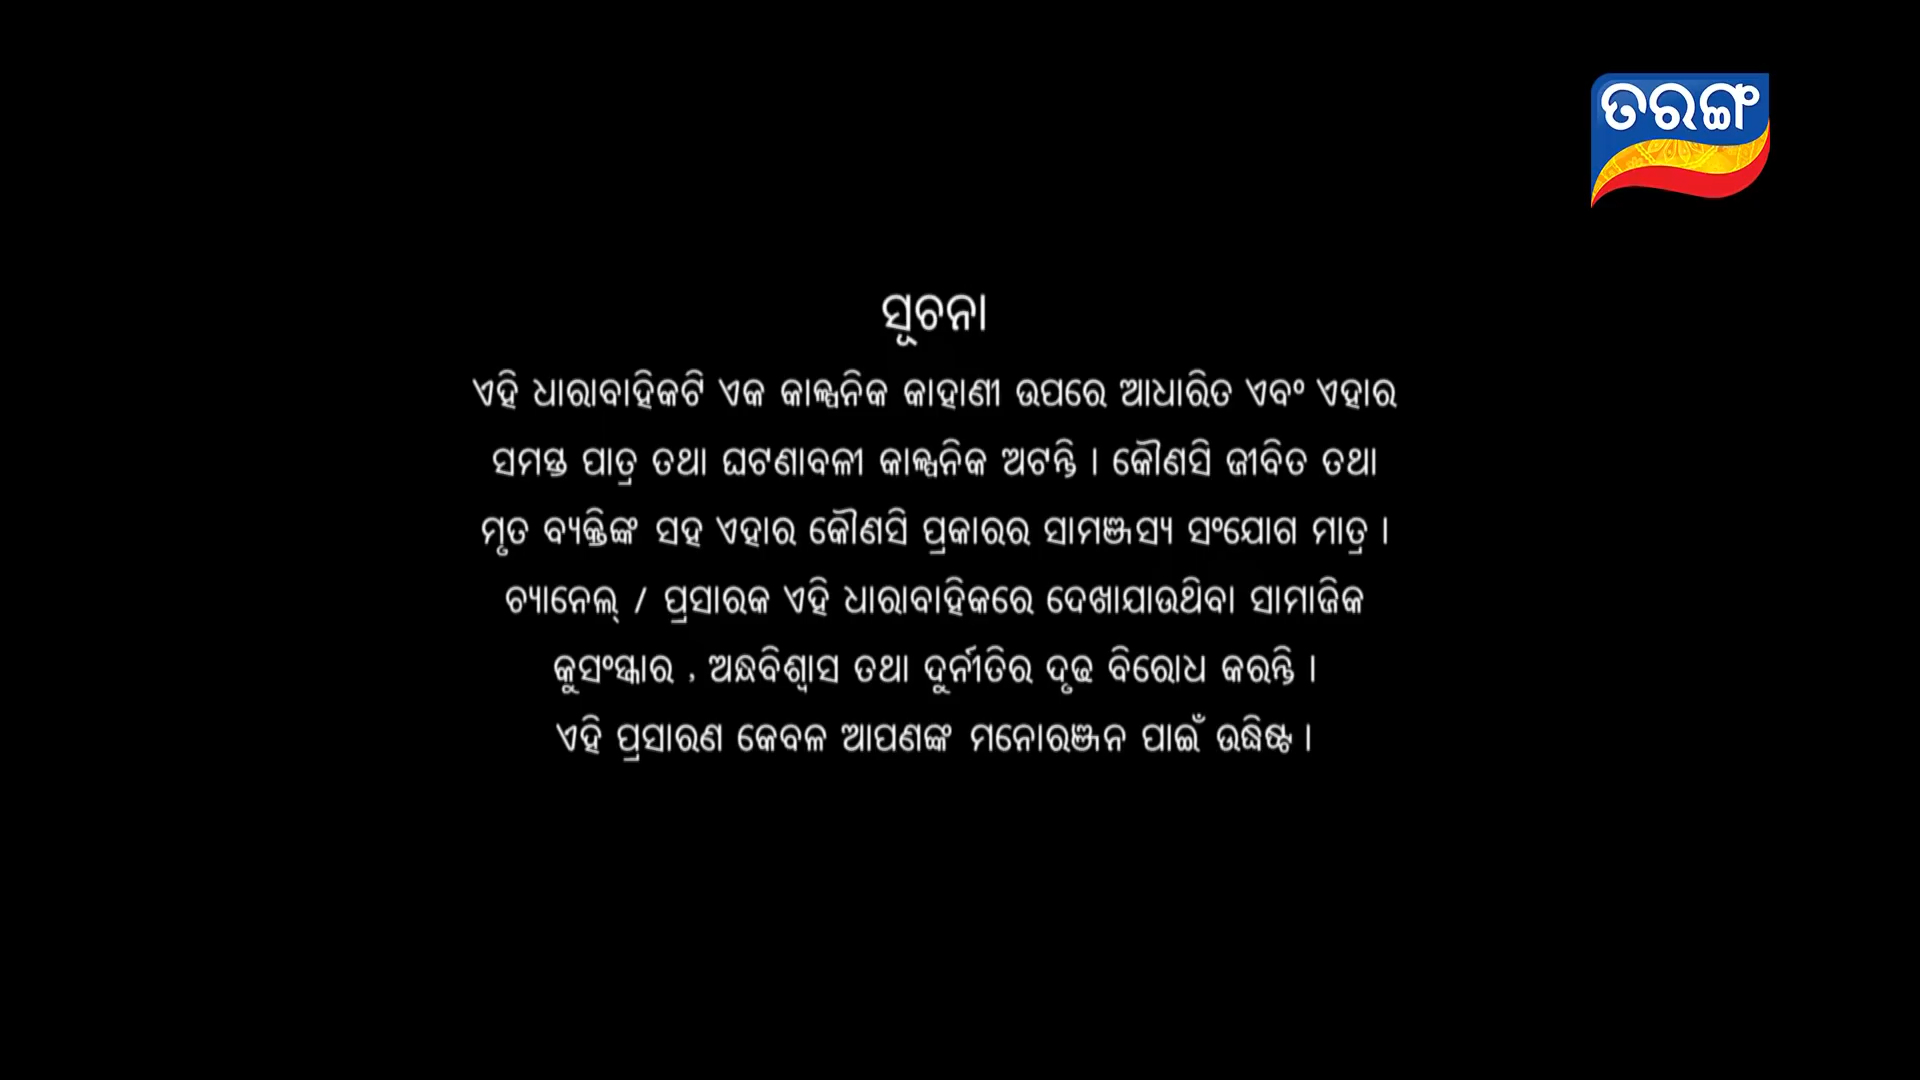 ତରଙ୍ଗ
ସୂଚନା
ଏହି ଧାରାବାହିକଟି ଏକ କାଳ୍ପନିକ କାହାଣୀ ଉପରେ ଆଧାରିତ ଏବଂ ଏହାର
ସମସ୍ତ ପାତ୍ର ତଥା ଘଟଣାବଳୀ କାଳ୍ପନିକ ଅଟନ୍ତି । କୌଣସି ଜୀବିତ ତଥା
ମୃତ ବ୍ୟକ୍ତିଙ୍କ ସହ ଏହାର କୌଣସି ପ୍ରକାରର ସାମଞ୍ଜସ୍ୟ ସଂଯୋଗ ମାତ୍ର ।
ଚ୍ୟାନେଲ୍ / ପ୍ରସାରକ ଏହି ଧାରାବାହିକରେ ଦେଖାଯାଉଥିବା ସାମାଜିକ
କୁସଂସ୍କାର , ଅନ୍ଧବିଶ୍ୱାସ ତଥା ଦୁର୍ନୀତିର ଦୃଢ ବିରୋଧ କରନ୍ତି ।
ଏହି ପ୍ରସାରଣ କେବଳ ଆପଣଙ୍କ ମନୋରଞ୍ଜନ ପାଇଁ ଉଦ୍ଧିଷ୍ଟ ।